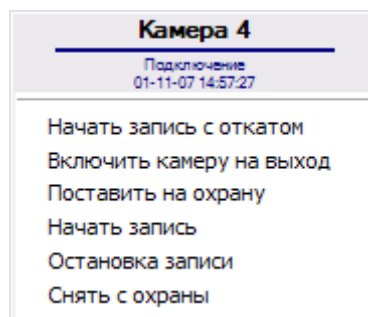 Камера 4
Подключение
01-11-07 14:57:27
Начать запись с откатом
Включить камеру на выход
Поставить на охрану
Начать запись
Остановка записи
Снять с охраны